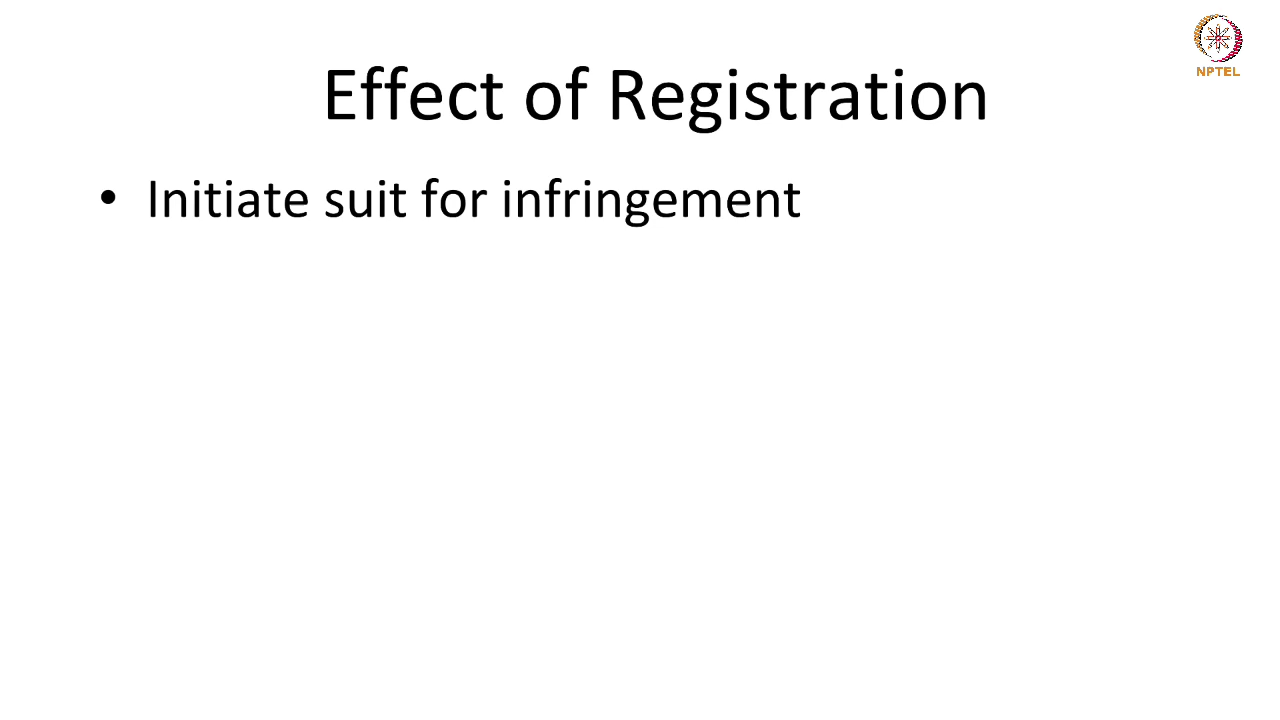 NPTEL
Effect of Registration
• Initiate suit for infringement